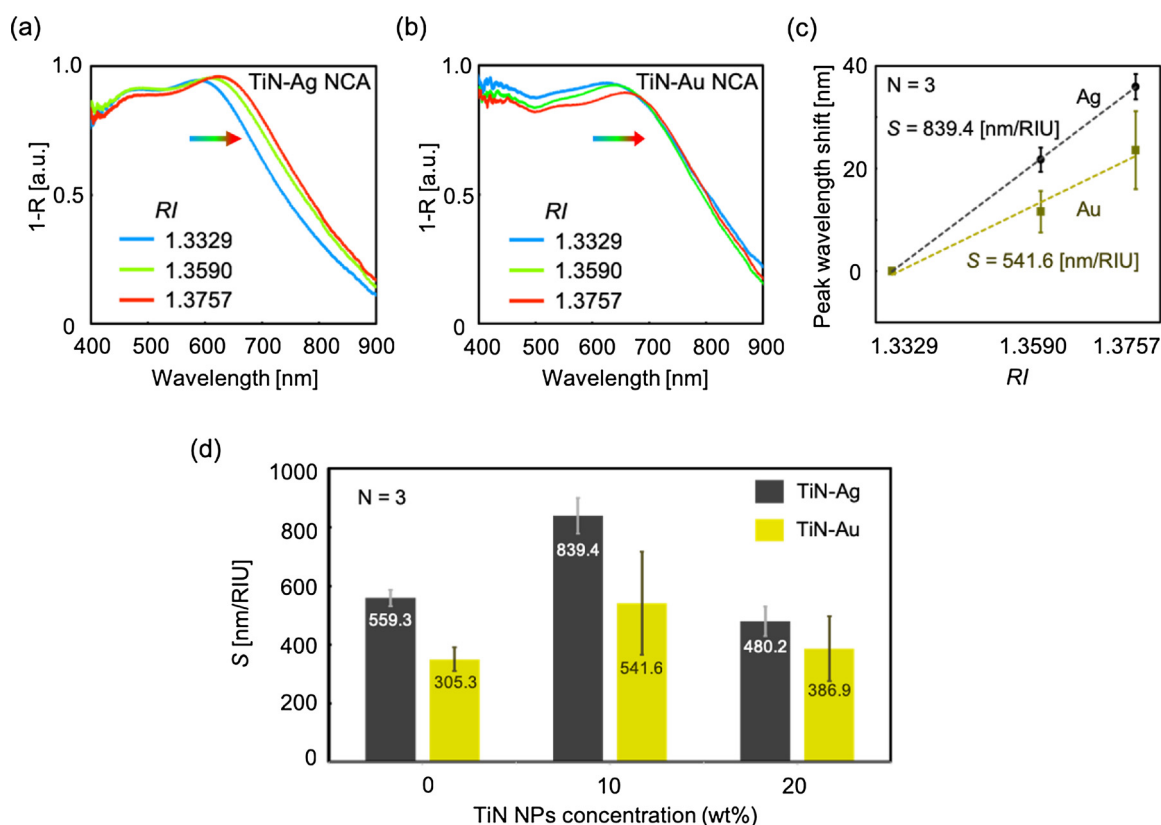 (a)
1.0
TiN-Ag NCA
0.5
1-R [a.u.]
RI
1.3329
1.3590
1.3757
0
400 500 600 700 800 900
Wavelength [nm]
(b)
1.0
TiN-Au NCA
0.5
1-R [a.u.]
RI
1.3329
1.3590
1.3757
0
400 500 600 700 800 900
Wavelength [nm]
(c)
40
N = 3
Ag
S = 839.4 [nm/RIU]
20
Au
S = 541.6 [nm/RIU]
0
Peak wavelength shift [nm]
1.3329 1.3590 1.3757
RI
(d)
1000
N = 3
TiN-Ag
TiN-Au
800
600
400
200
0
S [nm/RIU]
559.3
305.3
839.4
541.6
480.2
386.9
0 10 20
TiN NPs concentration (wt%)